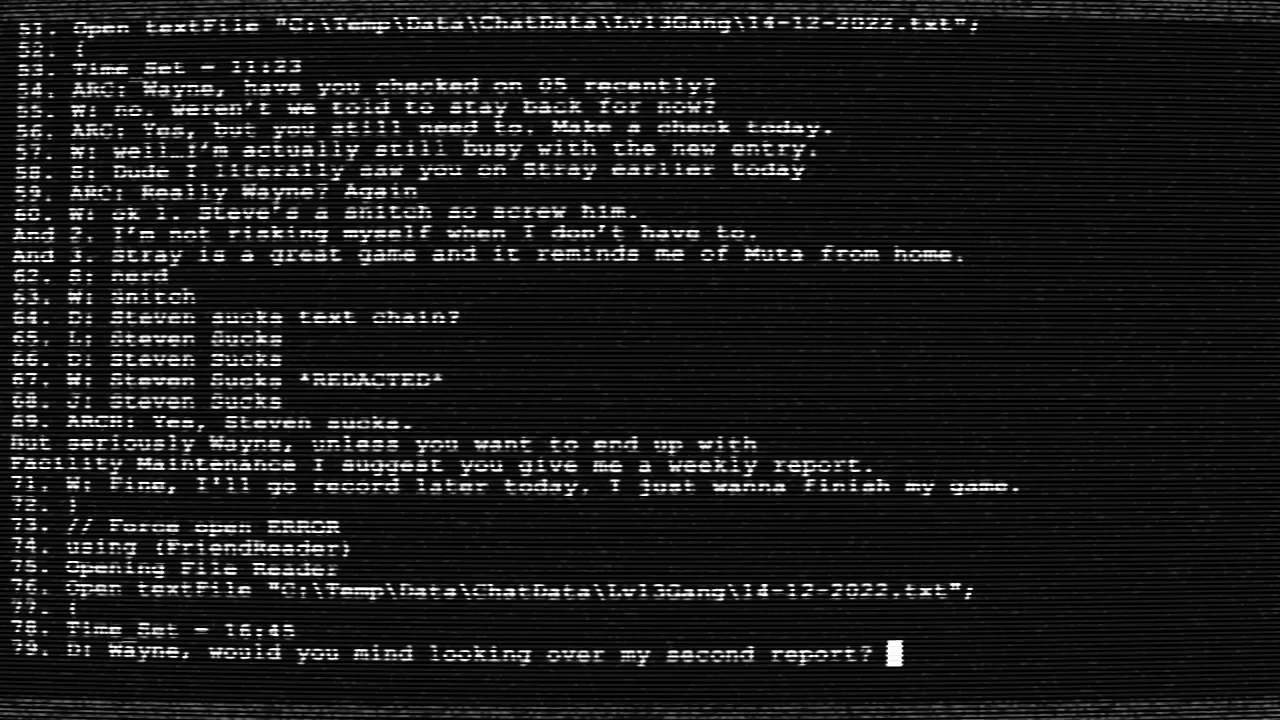 51. Open textFile "C:\Temp\Data\ChatData\Lvl3Gang\14-12-2022.txt";
52. {
53. Time_Set = 11:23
54. ARC: Wayne, have you checked on 05 recently?
55. W: no. weren't we told to stay back for now?
56. ARC: Yes, but you still need to. Make a check today.
57. W: well…I'm actually still busy with the new entry.
58. S: Dude I literally saw you on Stray earlier today
59. ARC: Really Wayne? Again
60. W: ok 1. Steve's a snitch so screw him.
And 2. I'm not risking myself when I don't have to.
And 3. Stray is a great game and it reminds me of Muta from home.
62. S: nerd
63. W: Snitch
64. D: Steven sucks text chain?
65. L: Steven Sucks
66. D: Steven Sucks
67. W: Steven Sucks *REDACTED*
68. J: Steven Sucks
69. ARCH: Yes, Steven sucks.
But seriously Wayne, unless you want to end up with
Facility Maintenance I suggest you give me a weekly report.
71. W: Fine, I'll go record later today, I just wanna finish my game.
72. }
73. // Force open ERROR
74. using (FriendReader)
75. Opening File Reader
76. Open textFile "C:\Temp\Data\ChatData\Lvl3Gang\14-12-2022.txt";
77. {
78. Time_Set = 16:45
79. D: Wayne, would you mind looking over my second report?